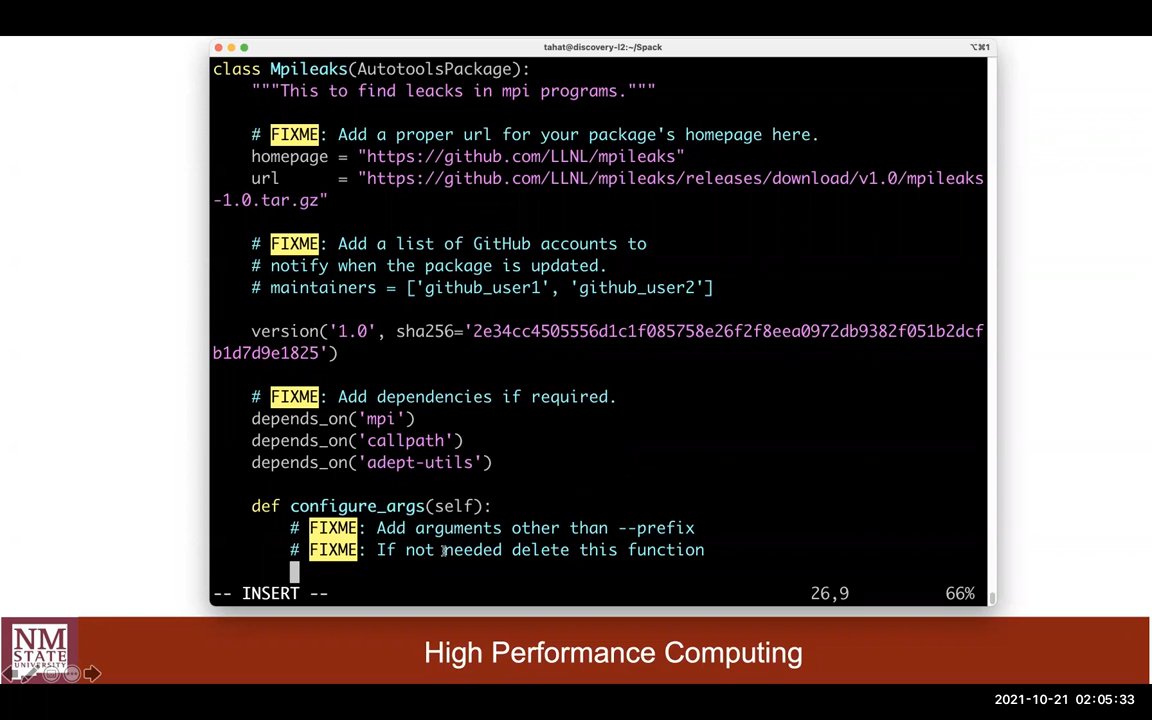 tahat@discovery-l2:~/Spack
⌥⌘1
class Mpileaks(AutotoolsPackage):
"""This to find leacks in mpi programs."""
# FIXME: Add a proper url for your package's homepage here.
homepage = "https://github.com/LLNL/mpileaks"
url      = "https://github.com/LLNL/mpileaks/releases/download/v1.0/mpileaks
-1.0.tar.gz"
# FIXME: Add a list of GitHub accounts to
# notify when the package is updated.
# maintainers = ['github_user1', 'github_user2']
version('1.0', sha256='2e34cc4505556d1c1f085758e26f2f8eea0972db9382f051b2dcf
b1d7d9e1825')
# FIXME: Add dependencies if required.
depends_on('mpi')
depends_on('callpath')
depends_on('adept-utils')
def configure_args(self):
# FIXME: Add arguments other than --prefix
# FIXME: If not needed delete this function
-- INSERT --
26,9
66%
NM
STATE
UNIVERSITY
High Performance Computing
2021-10-21 02:05:33